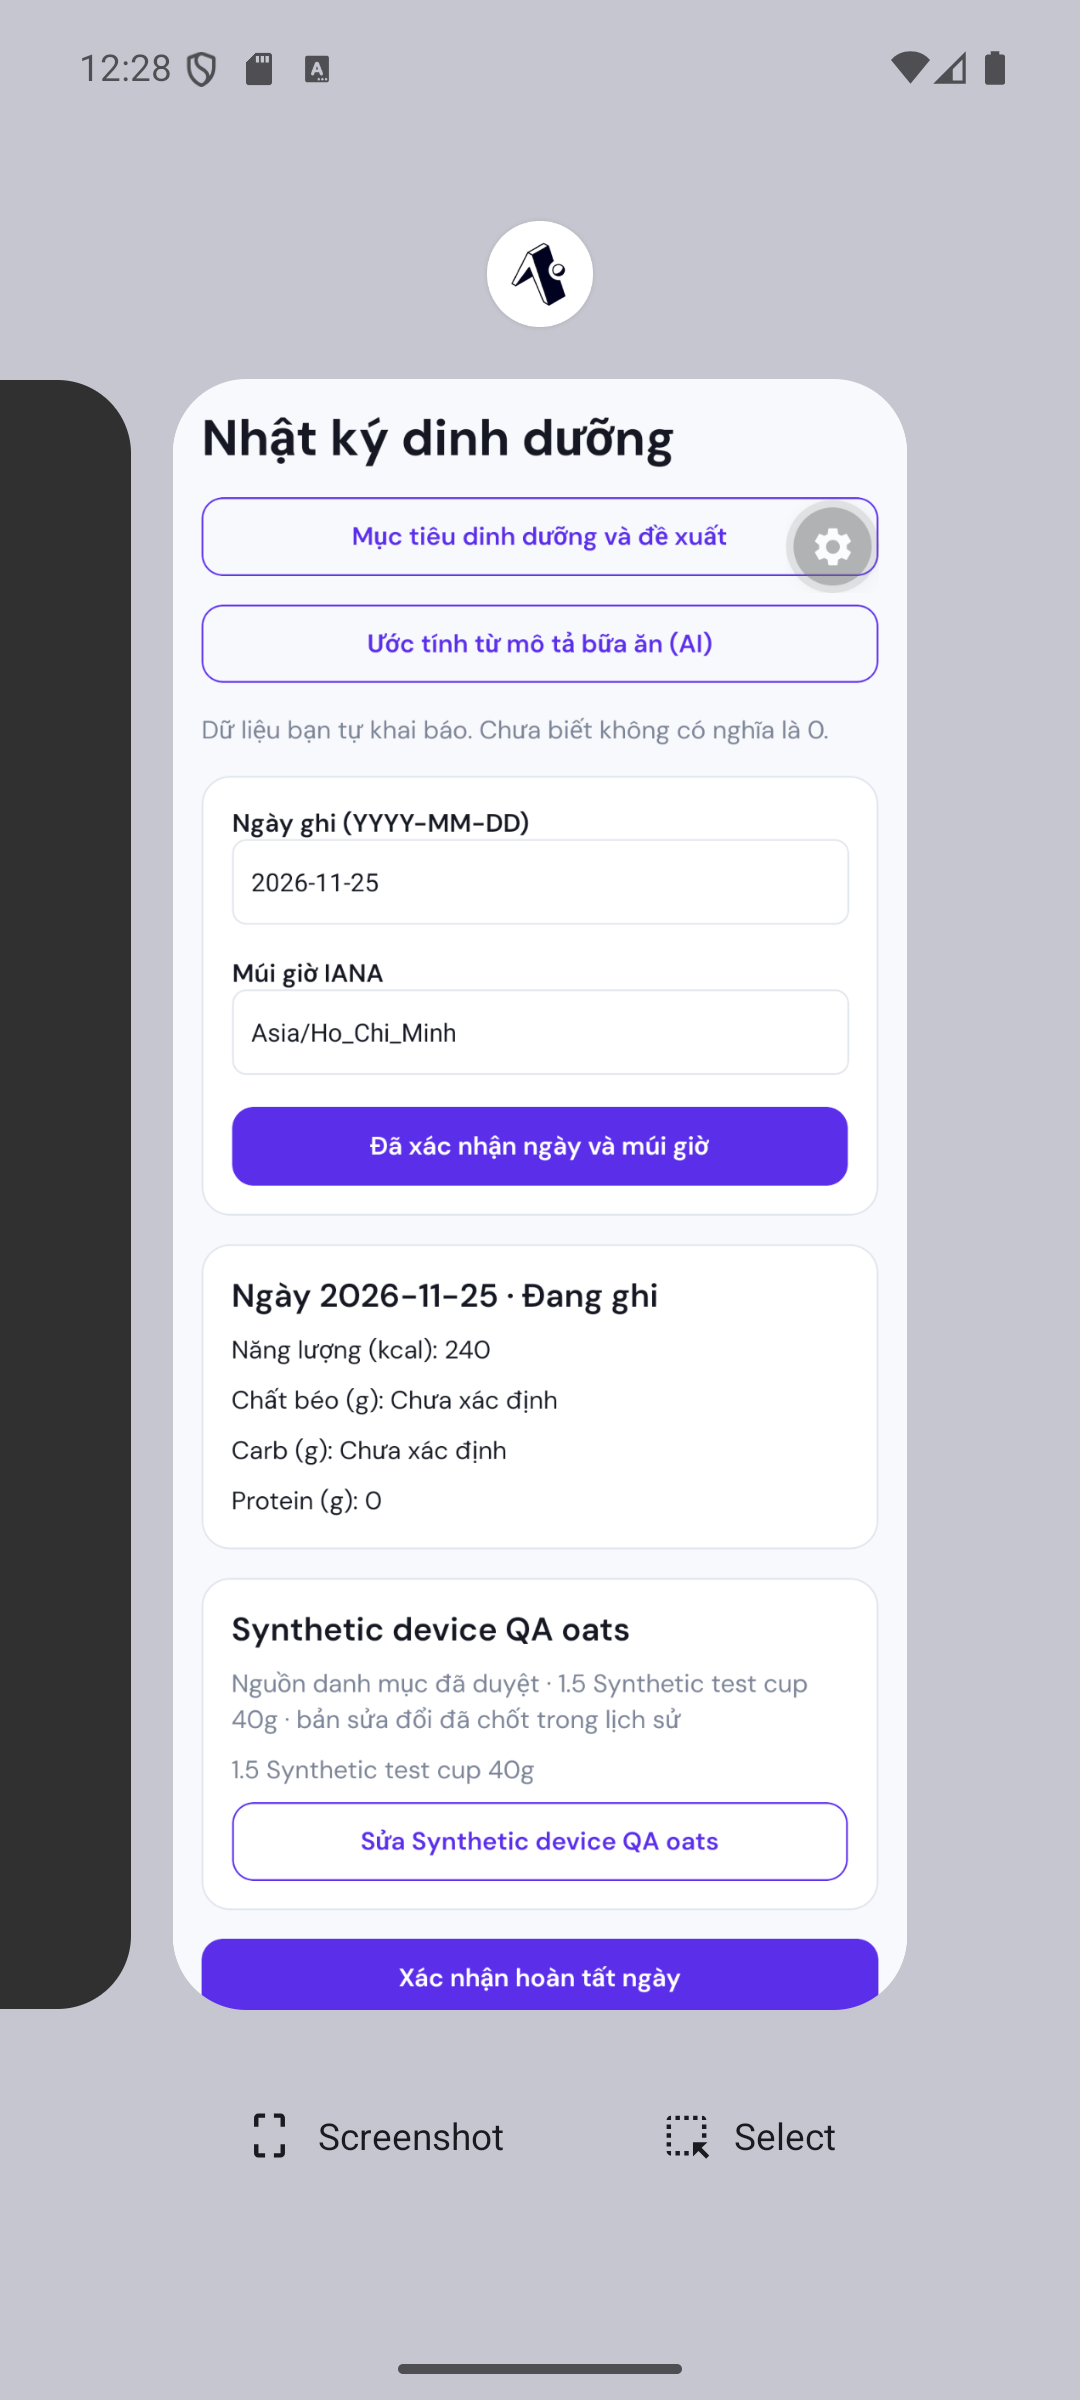 12:28
Nhật ký dinh dưỡng
Mục tiêu dinh dưỡng và đề xuất
Ước tính từ mô tả bữa ăn (AI)
Dữ liệu bạn tự khai báo. Chưa biết không có nghĩa là 0.
Ngày ghi (YYYY-MM-DD)
2026-11-25
Múi giờ IANA
Asia/Ho_Chi_Minh
Đã xác nhận ngày và múi giờ
Ngày 2026-11-25 · Đang ghi
Năng lượng (kcal): 240
Chất béo (g): Chưa xác định
Carb (g): Chưa xác định
Protein (g): 0
Synthetic device QA oats
Nguồn danh mục đã duyệt · 1.5 Synthetic test cup
40g · bản sửa đổi đã chốt trong lịch sử
1.5 Synthetic test cup 40g
Sửa Synthetic device QA oats
Xác nhận hoàn tất ngày
Screenshot
Select